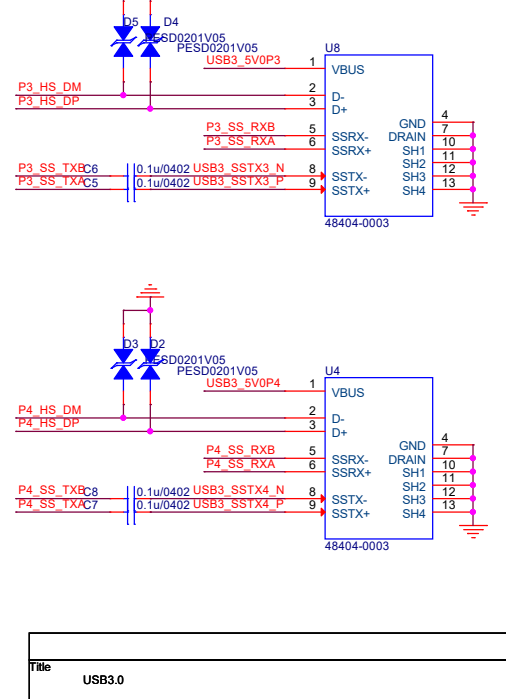 D5 D4
PESD0201V05
PESD0201V05
USB3_5V0P3 1 U8
VBUS
P3_HS_DM 2 D-
P3_HS_DP 3 D+
4 GND
P3_SS_RXB 5 SSRX- DRAIN 7
P3_SS_RXA 6 SSRX+ SH1 10
SH2 11
P3_SS_TXB C6 0.1u/0402 USB3_SSTX3_N 8 SSTX- SH3 12
P3_SS_TXA C5 0.1u/0402 USB3_SSTX3_P 9 SSTX+ SH4 13
48404-0003
D3 D2
PESD0201V05
PESD0201V05
USB3_5V0P4 1 U4
VBUS
P4_HS_DM 2 D-
P4_HS_DP 3 D+
4 GND
P4_SS_RXB 5 SSRX- DRAIN 7
P4_SS_RXA 6 SSRX+ SH1 10
SH2 11
P4_SS_TXB C8 0.1u/0402 USB3_SSTX4_N 8 SSTX- SH3 12
P4_SS_TXA C7 0.1u/0402 USB3_SSTX4_P 9 SSTX+ SH4 13
48404-0003
Title
USB3.0